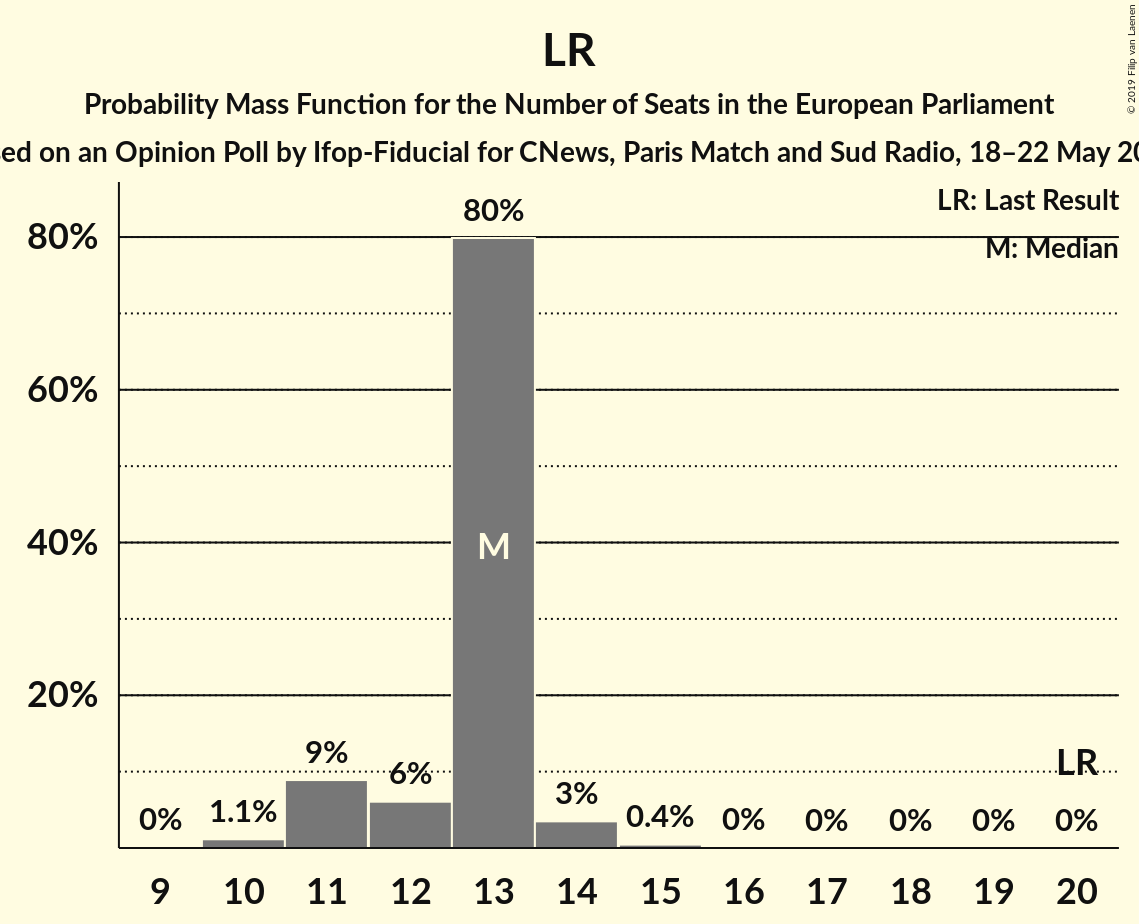 LR
Probability Mass Function for the Number of Seats in the European Parliament
on an Opinion Poll by Ifop-Fiducial for CNews, Paris Match and Sud Radio, 18–22 May
© 2019 Filip van Laenen
LR: Last Result
M: Median
80%
60%
40%
20%
0%
1.1%
9%
6%
80%
M
3%
0.4%
0%
0%
0%
0%
LR
0%
9 10 11 12 13 14 15 16 17 18 19 20